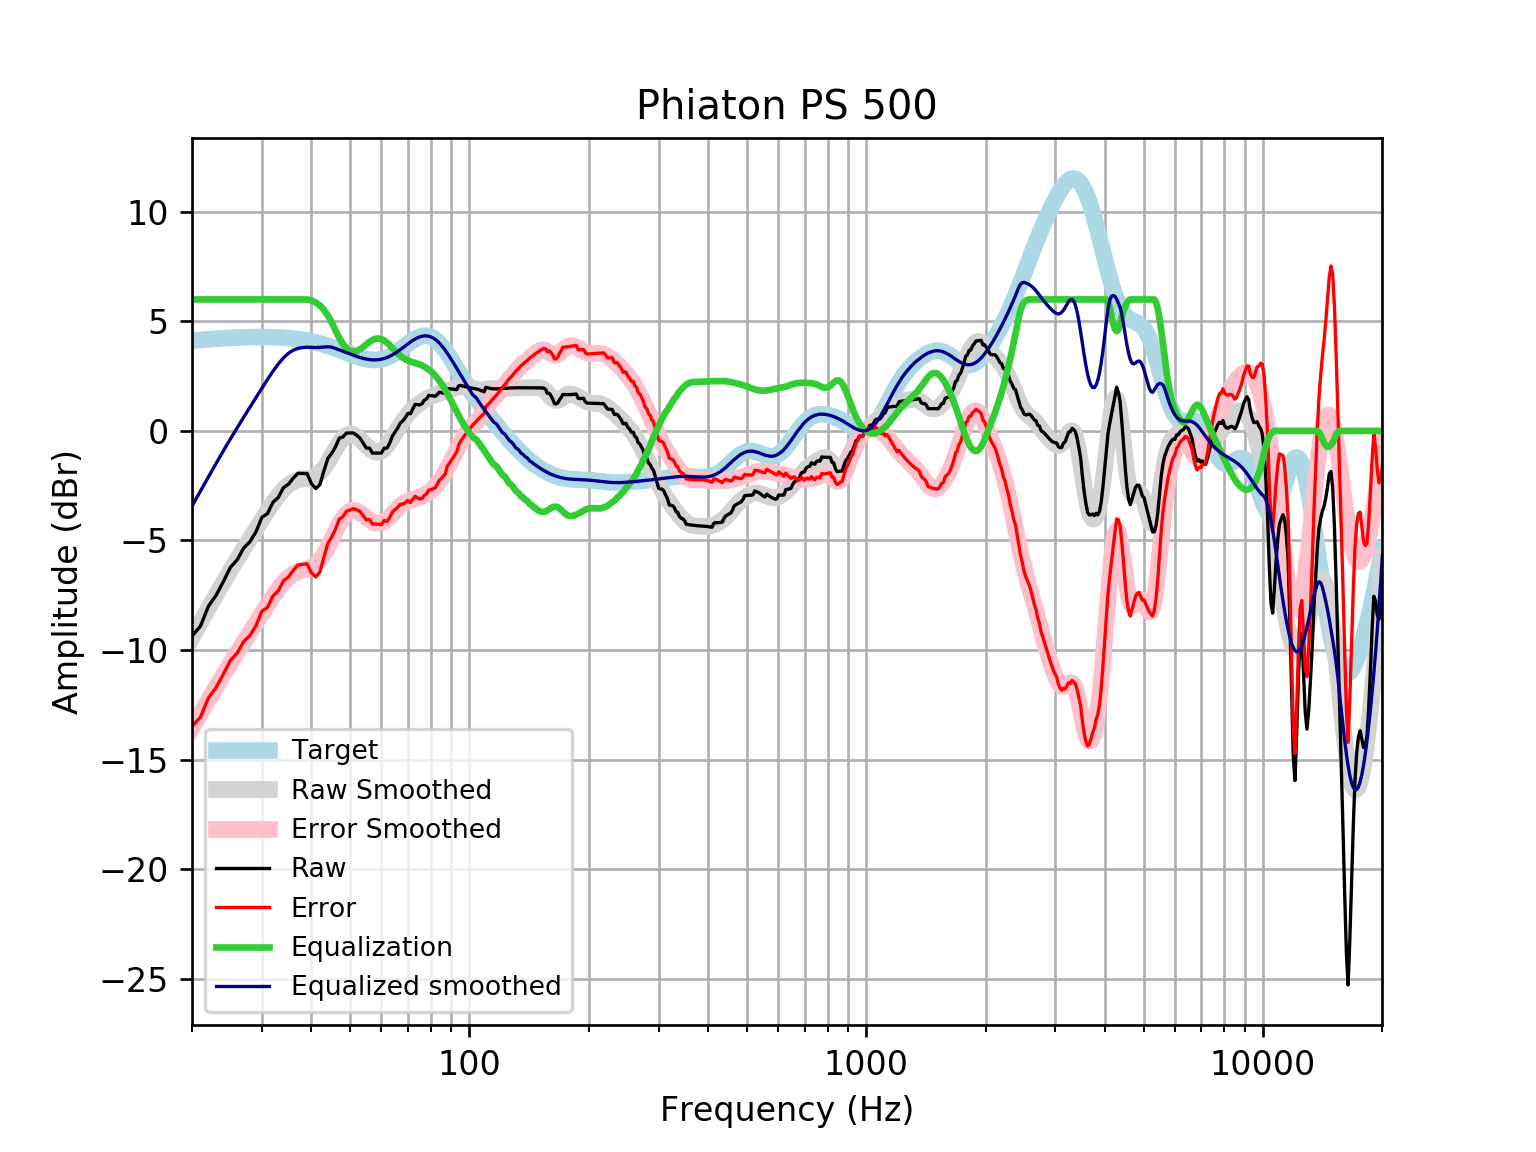 Phiaton PS 500
Amplitude (dBr)
10
5
0
−5
−10
−15
−20
−25
Target
Raw Smoothed
Error Smoothed
Raw
Error
Equalization
Equalized smoothed
100
1000
10000
Frequency (Hz)